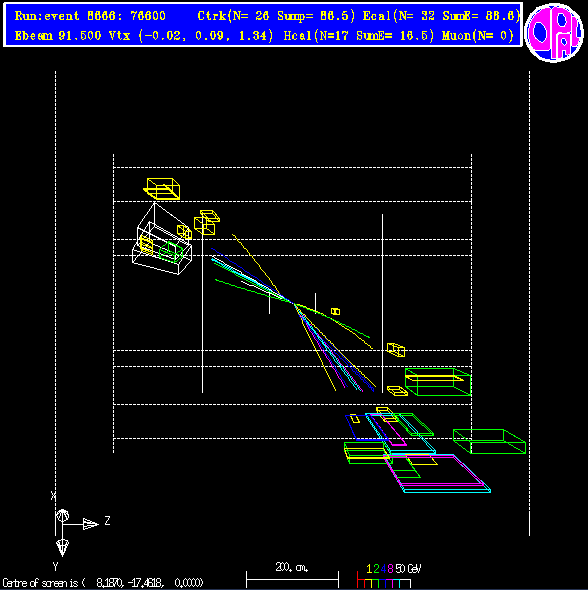 Run:event 8666: 76600 Ctrk(N= 26 Sump= 86.5) Ecal(N= 32 SumE= 88.6)
Ebeam 91.500 Vtx (-0.02, 0.09, 1.34) Hcal(N=17 SumE= 16.5) Muon(N= 0)
OPAL
X
Z
Y
200. cm.
1 2 4 8 50 GeV
Centre of screen is ( 8.1870, -17.4618, 0.0000)